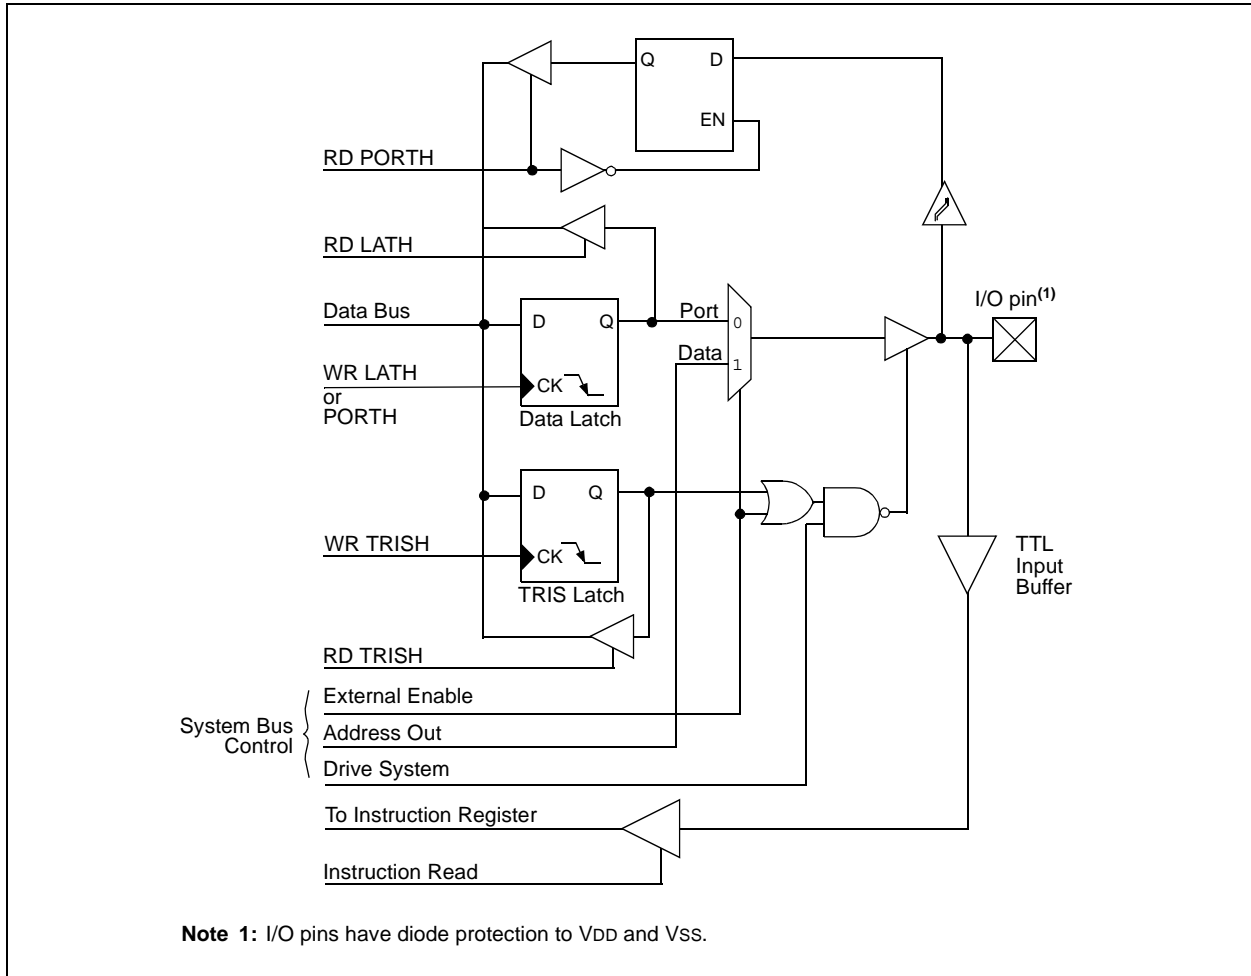 Q
D
EN
RD PORTH
RD LATH
I/O pin(1)
Data Bus
D
Q
Port
0
Data
1
WR LATH
or
PORTH
CK
Data Latch
D
Q
WR TRISH
CK
TRIS Latch
TTL
Input
Buffer
RD TRISH
External Enable
System Bus
Control
Address Out
Drive System
To Instruction Register
Instruction Read
Note 1: I/O pins have diode protection to VDD and VSS.